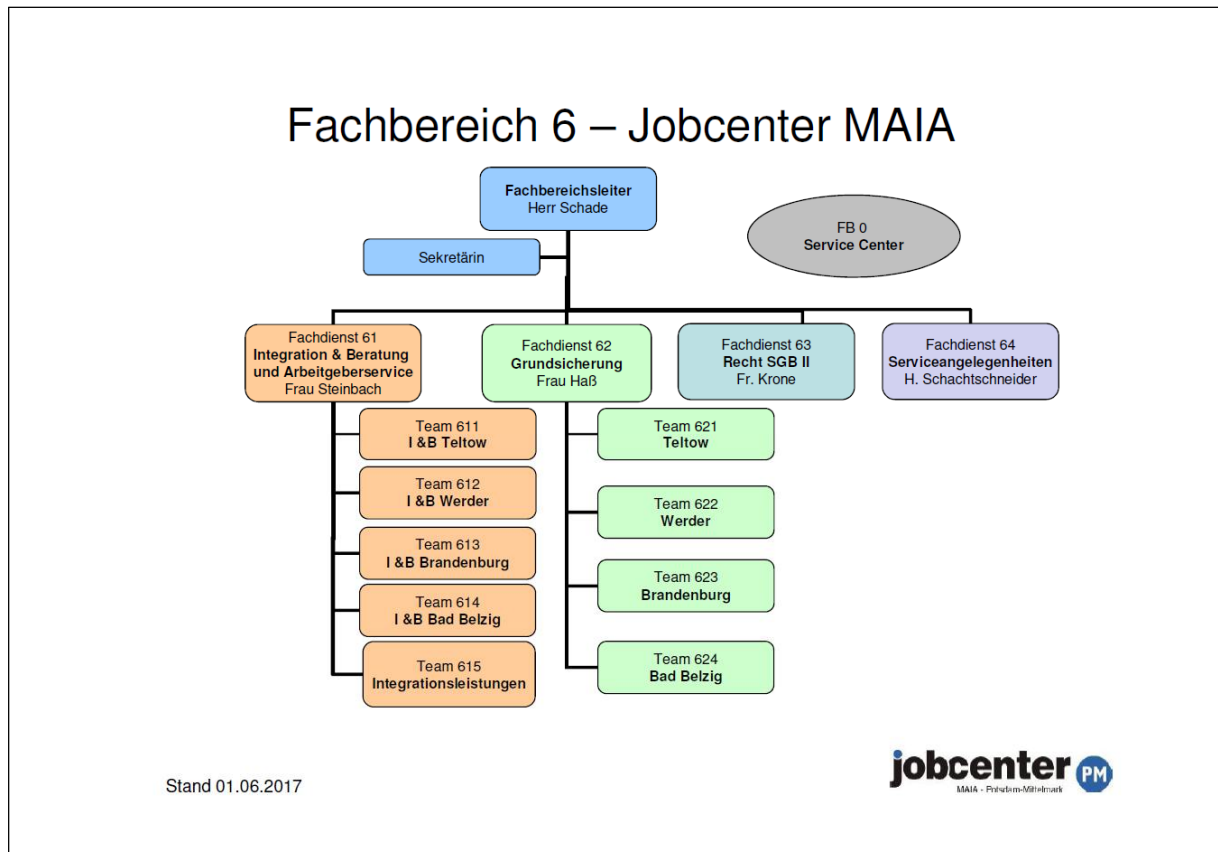 Fachbereich 6 – Jobcenter MAIA
Fachbereichsleiter
Herr Schade
FB 0
Service Center
Sekretärin
Fachdienst 61
Integration & Beratung
und Arbeitgeberservice
Frau Steinbach
Fachdienst 62
Grundsicherung
Frau Haß
Fachdienst 63
Recht SGB II
Fr. Krone
Fachdienst 64
Serviceangelegenheiten
H. Schachtschneider
Team 611
I &B Teltow
Team 612
I &B Werder
Team 613
I &B Brandenburg
Team 614
I &B Bad Belzig
Team 615
Integrationsleistungen
Team 621
Teltow
Team 622
Werder
Team 623
Brandenburg
Team 624
Bad Belzig
Stand 01.06.2017
jobcenter PM
MAIA - Potsdam-Mittelmark